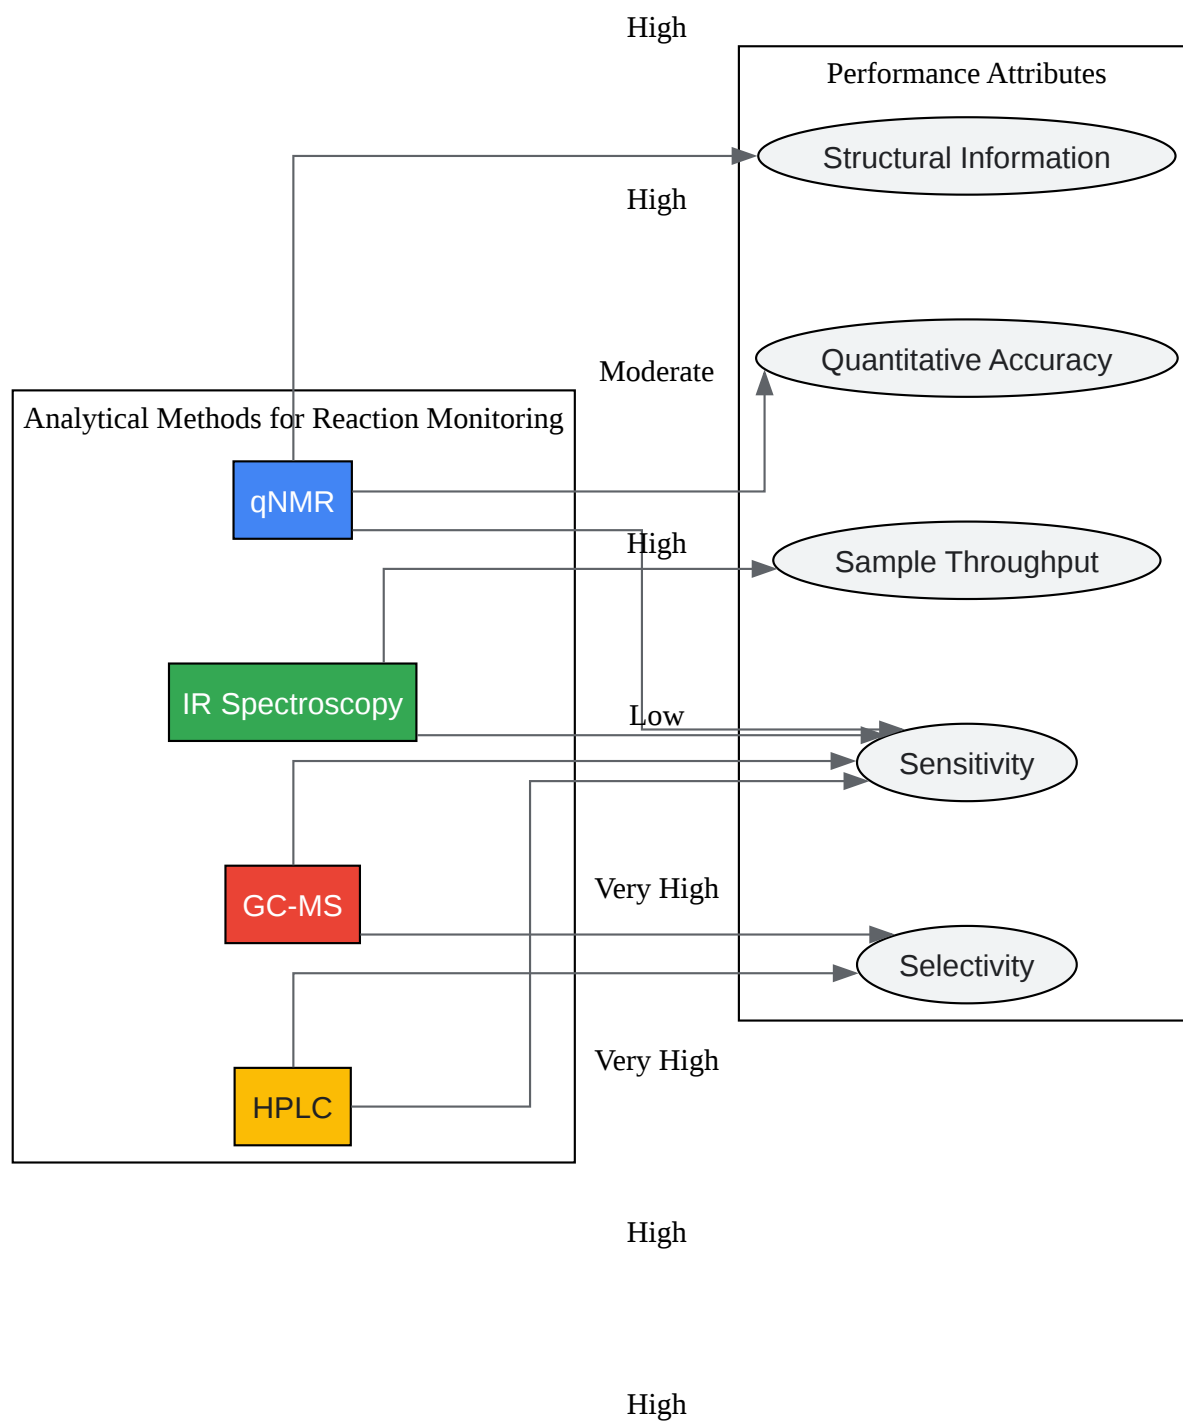 High
Performance Attributes
Structural Information
High
Quantitative Accuracy
Moderate
Analytical Methods for Reaction Monitoring
qNMR
High
Sample Throughput
IR Spectroscopy
Low
Sensitivity
Very High
GC-MS
Selectivity
Very High
HPLC
High
High